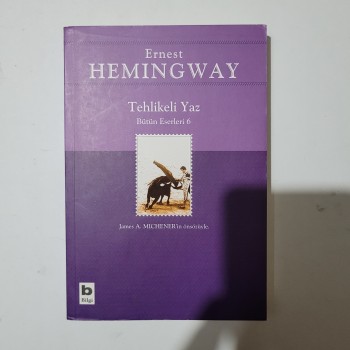 Ernest
HEMINGWAY
Tehlikeli Yaz
Bütün Eserleri 6
James A. MICHENER'in önsözüyle.
b
Bilgi